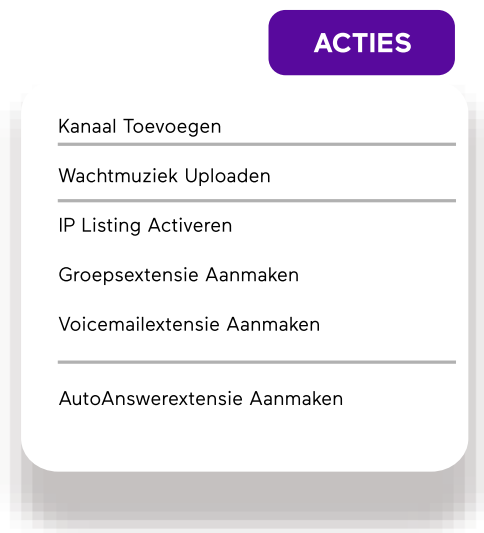 ACTIES
Kanaal Toevoegen
Wachtmuziek Uploaden
IP Listing Activeren
Groepsextensie Aanmaken
Voicemailextensie Aanmaken
AutoAnswerextensie Aanmaken